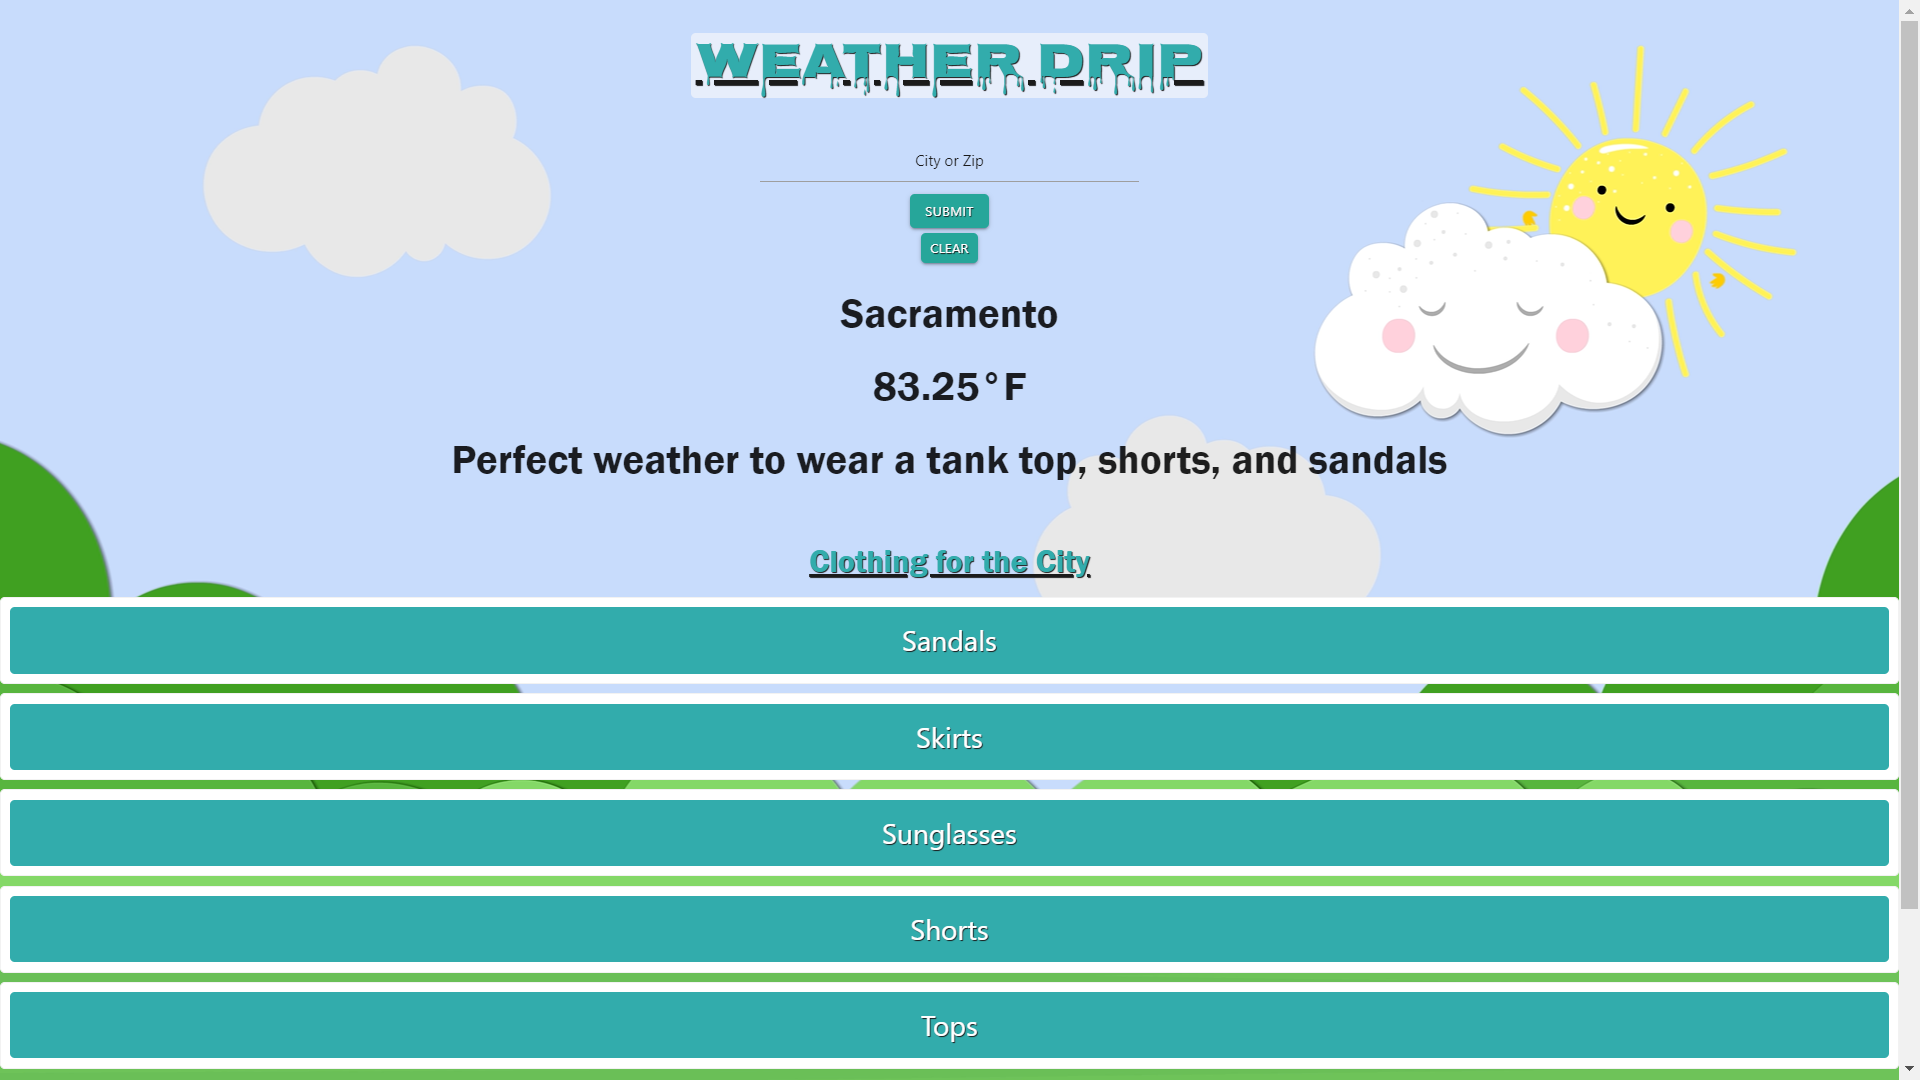 WEATHER DRIP
City or Zip
SUBMIT
CLEAR
Sacramento
83.25°F
Perfect weather to wear a tank top, shorts, and sandals
Clothing for the City
Sandals
Skirts
Sunglasses
Shorts
Tops